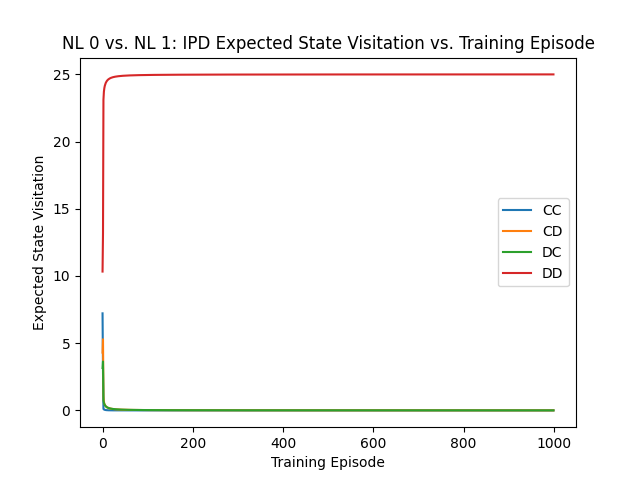 NL 0 vs. NL 1: IPD Expected State Visitation vs. Training Episode
Expected State Visitation
25
20
15
10
5
0
CC
CD
DC
DD
0 200 400 600 800 1000
Training Episode